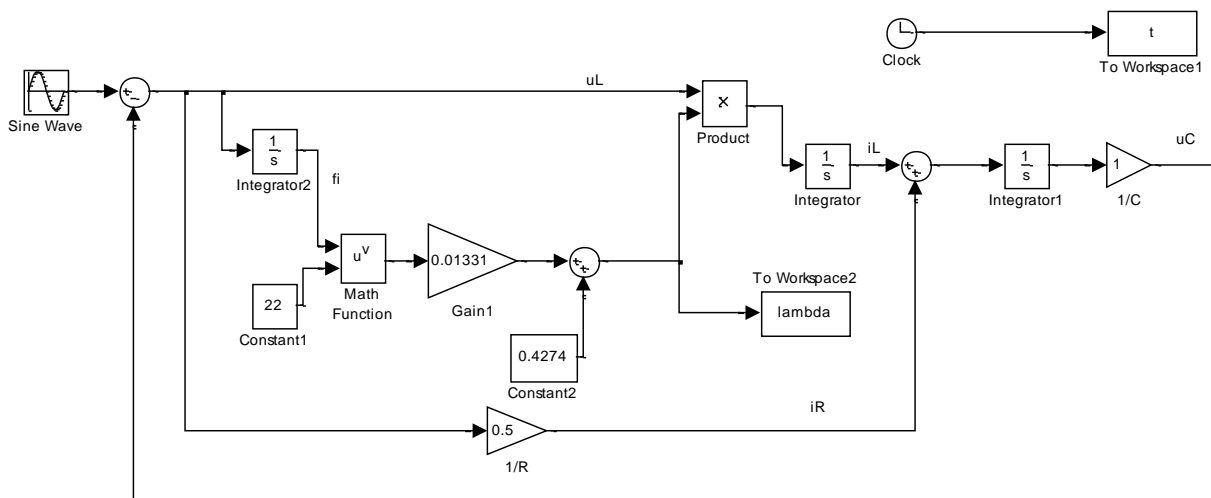 t
Clock
To Workspace1
Sine Wave
uL
x
Product
1
s
Integrator2
fi
1
s
Integrator
iL
1
s
Integrator1
1
1/C
uC
u^v
Math
Function
22
Constant1
0.01331
Gain1
0.4274
Constant2
To Workspace2
lambda
0.5
1/R
iR